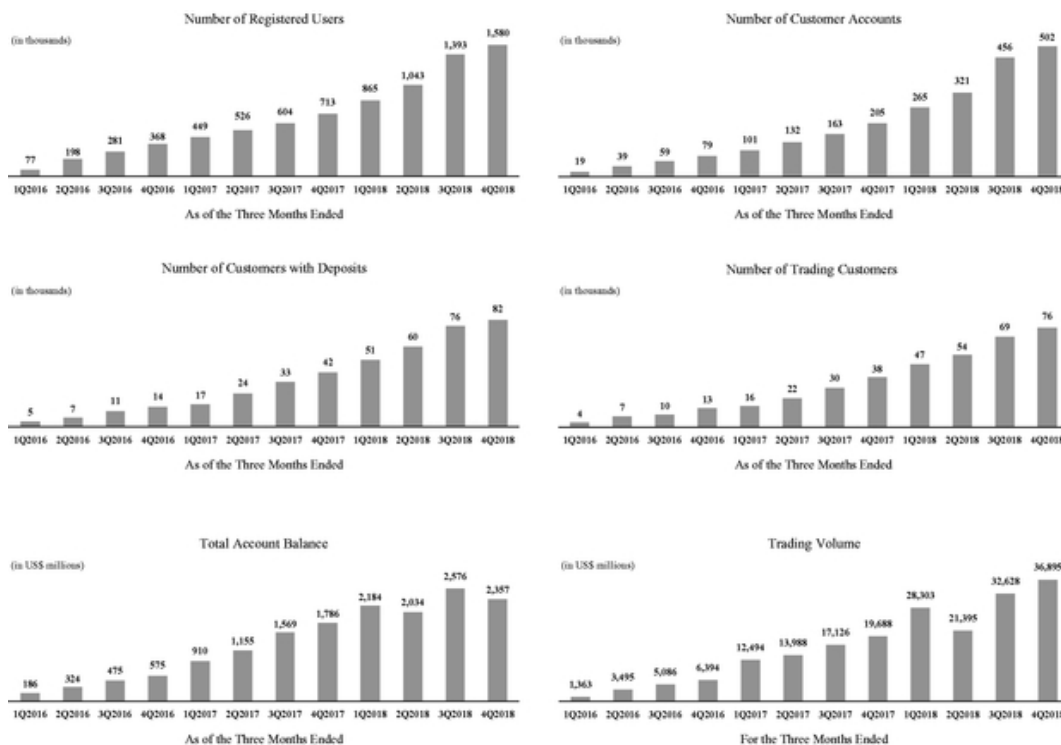 Number of Registered Users
(in thousands)
77 198 281 368 449 526 604 713 865 1,043 1,393 1,580
1Q2016 2Q2016 3Q2016 4Q2016 1Q2017 2Q2017 3Q2017 4Q2017 1Q2018 2Q2018 3Q2018 4Q2018
As of the Three Months Ended
Number of Customer Accounts
(in thousands)
19 39 59 79 101 132 163 205 265 321 456 502
1Q2016 2Q2016 3Q2016 4Q2016 1Q2017 2Q2017 3Q2017 4Q2017 1Q2018 2Q2018 3Q2018 4Q2018
As of the Three Months Ended
Number of Customers with Deposits
(in thousands)
5 7 11 14 17 24 33 42 51 60 76 82
1Q2016 2Q2016 3Q2016 4Q2016 1Q2017 2Q2017 3Q2017 4Q2017 1Q2018 2Q2018 3Q2018 4Q2018
As of the Three Months Ended
Number of Trading Customers
(in thousands)
4 7 10 13 16 22 30 38 47 54 69 76
1Q2016 2Q2016 3Q2016 4Q2016 1Q2017 2Q2017 3Q2017 4Q2017 1Q2018 2Q2018 3Q2018 4Q2018
As of the Three Months Ended
Total Account Balance
(in US$ millions)
186 324 475 575 910 1,155 1,569 1,786 2,184 2,034 2,576 2,357
1Q2016 2Q2016 3Q2016 4Q2016 1Q2017 2Q2017 3Q2017 4Q2017 1Q2018 2Q2018 3Q2018 4Q2018
As of the Three Months Ended
Trading Volume
(in US$ millions)
1,363 3,495 5,086 6,394 12,494 13,988 17,126 19,688 28,303 21,395 32,628 36,895
1Q2016 2Q2016 3Q2016 4Q2016 1Q2017 2Q2017 3Q2017 4Q2017 1Q2018 2Q2018 3Q2018 4Q2018
For the Three Months Ended